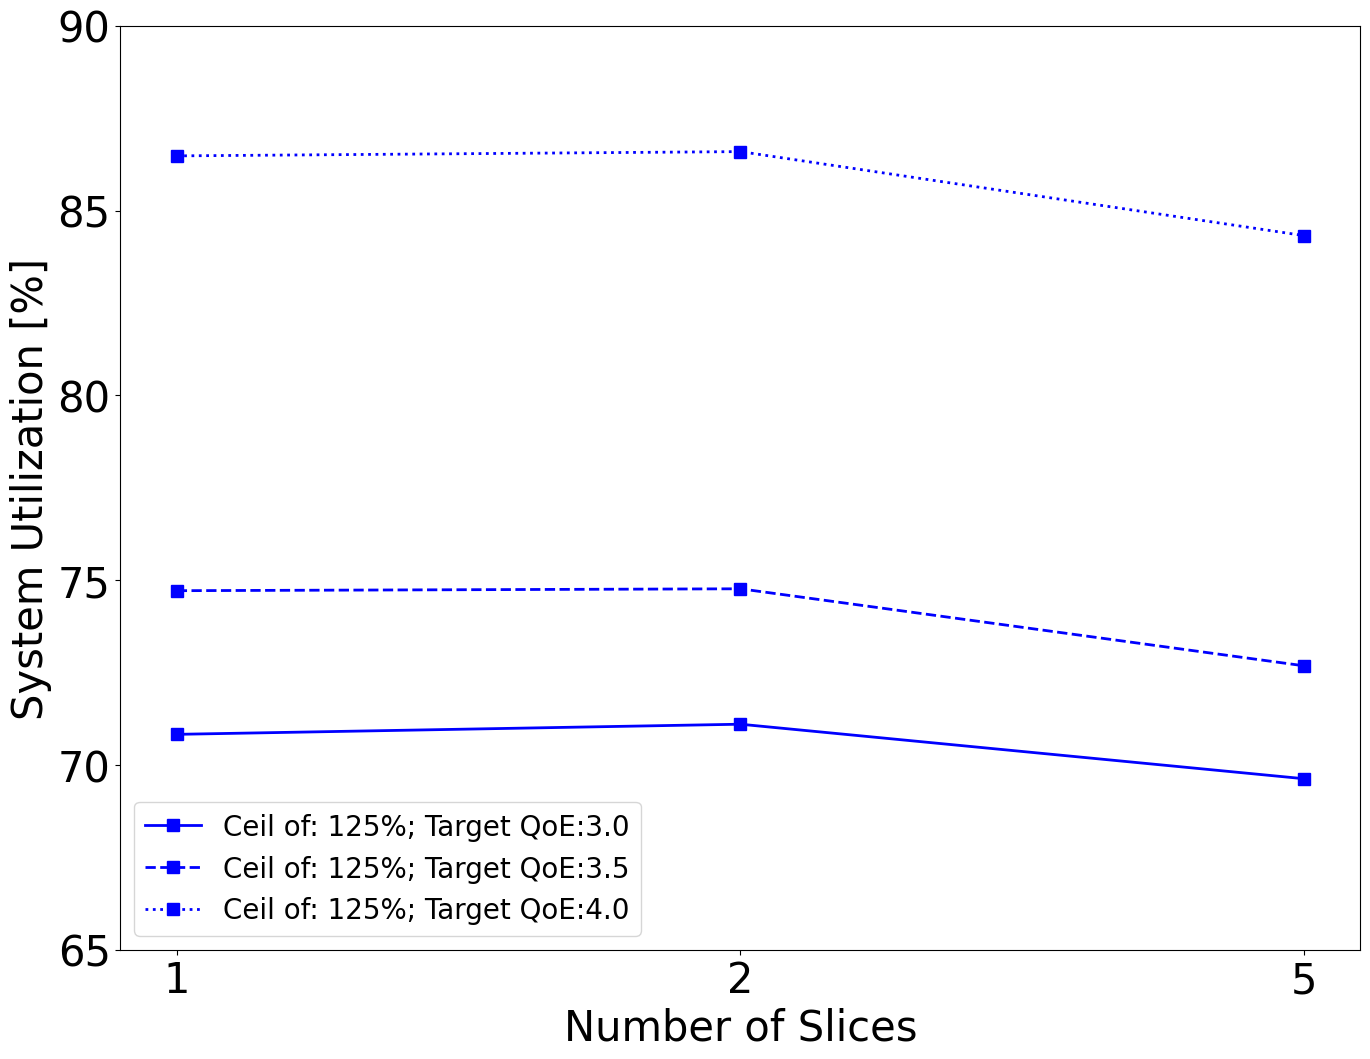 90
85
80
75
70
65
System Utilization [%]
Ceil of: 125%; Target QoE:3.0
Ceil of: 125%; Target QoE:3.5
Ceil of: 125%; Target QoE:4.0
1
2
5
Number of Slices